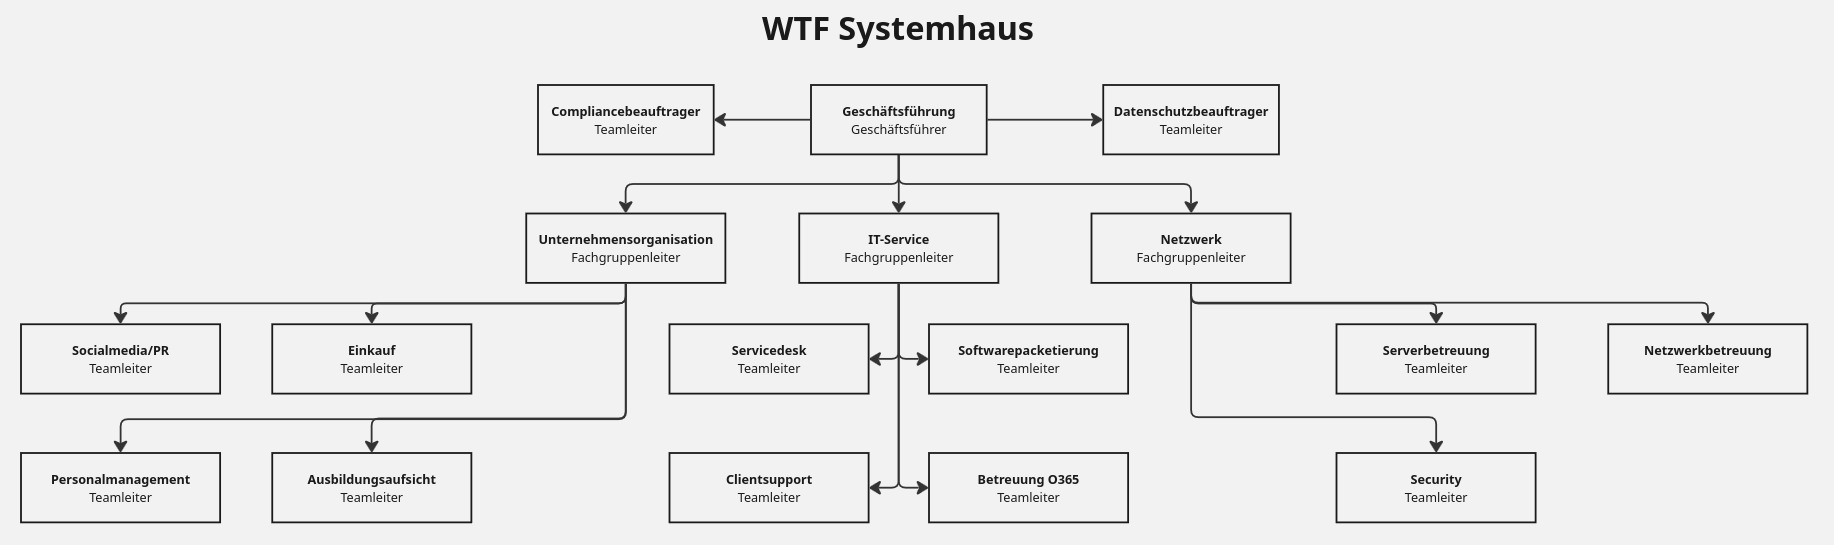 WTF Systemhaus
Compliancebeauftrager
Teamleiter
Geschäftsführung
Geschäftsführer
Datenschutzbeauftrager
Teamleiter
Unternehmensorganisation
Fachgruppenleiter
IT-Service
Fachgruppenleiter
Netzwerk
Fachgruppenleiter
Socialmedia/PR
Teamleiter
Einkauf
Teamleiter
Servicedesk
Teamleiter
Softwarepacketierung
Teamleiter
Serverbetreuung
Teamleiter
Netzwerkbetreuung
Teamleiter
Personalmanagement
Teamleiter
Ausbildungsaufsicht
Teamleiter
Clientsupport
Teamleiter
Betreuung O365
Teamleiter
Security
Teamleiter